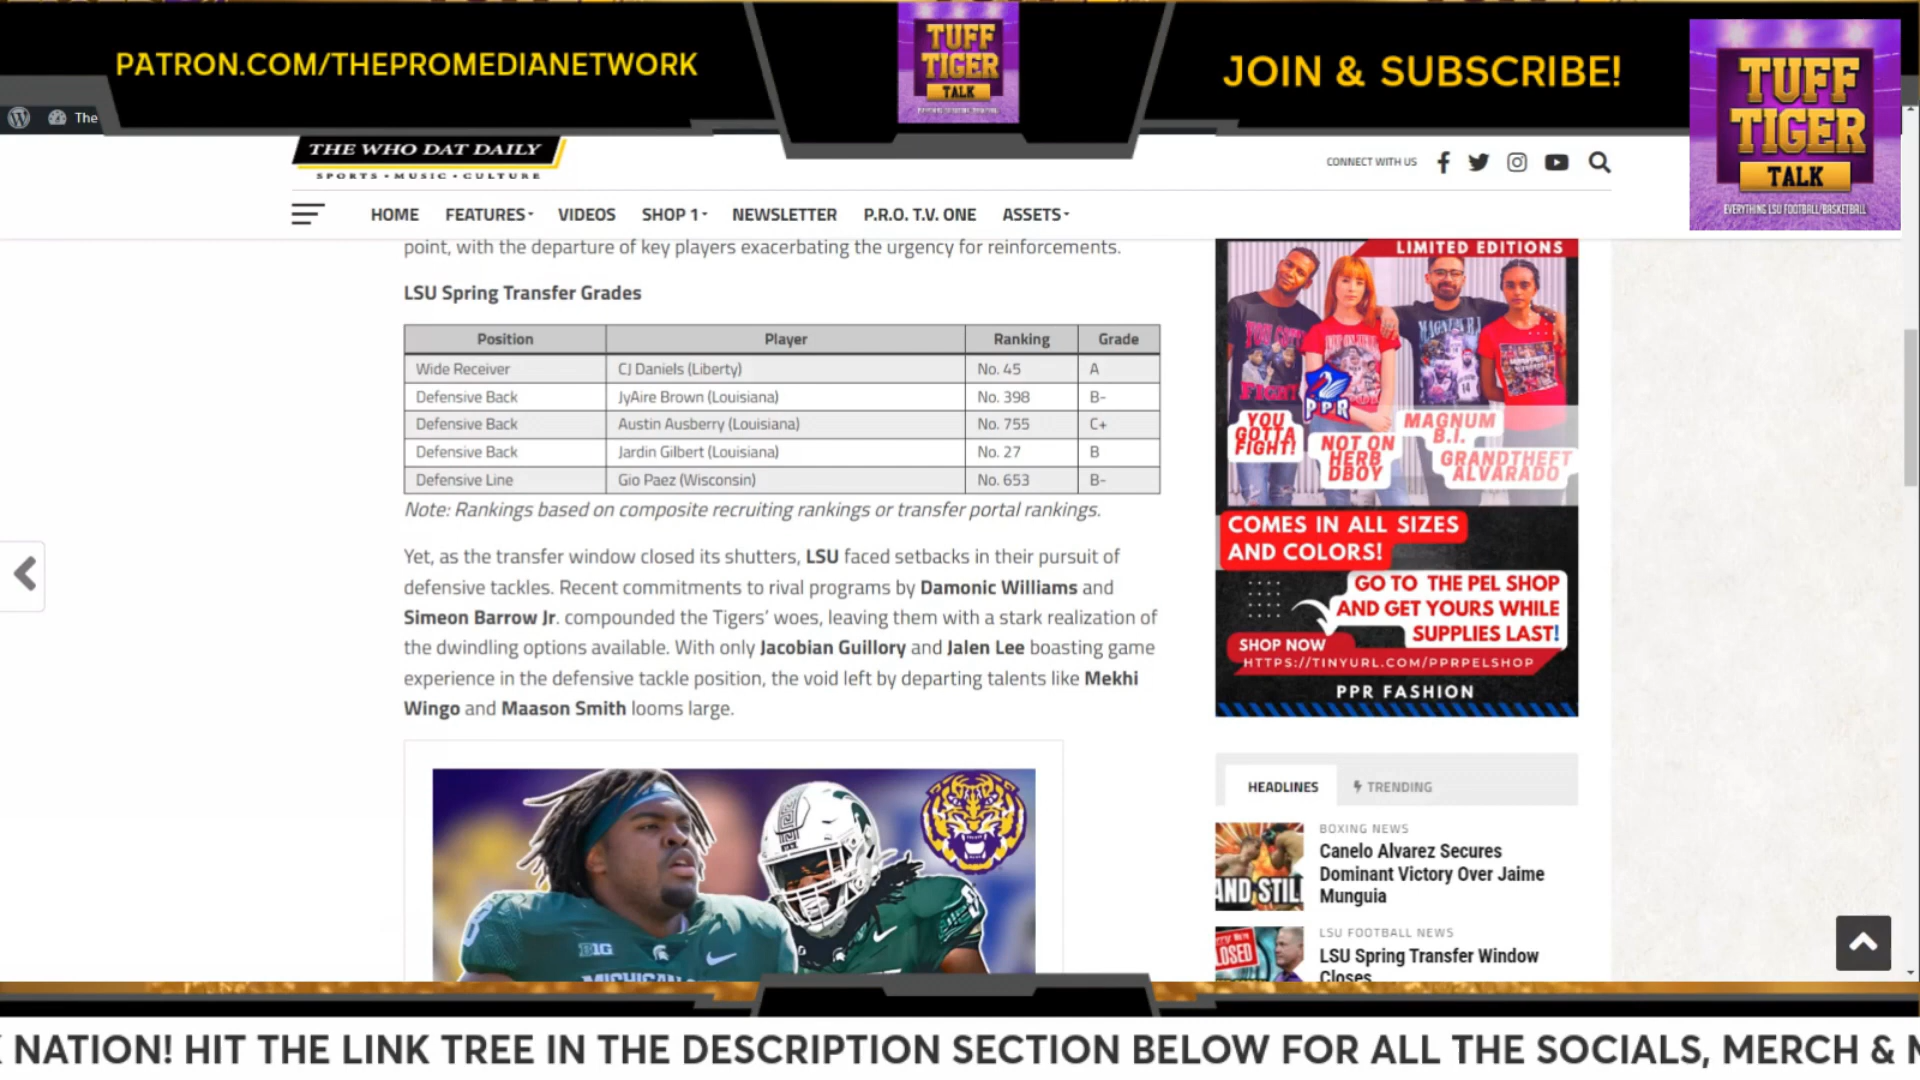 PATRON.COM/THEPROMEDIANETWORK
TUFF
TIGER
TALK
JOIN & SUBSCRIBE!
TUFF
TIGER
TALK
EVERYTHING LSU FOOTBALL/BASKETBALL
The
THE WHO DAT DAILY
SPORTS • MUSIC • CULTURE
CONNECT WITH US
HOME FEATURES VIDEOS SHOP 1 NEWSLETTER P.R.O. T.V. ONE ASSETS
point, with the departure of key players exacerbating the urgency for reinforcements.
LSU Spring Transfer Grades
Position Player Ranking Grade
Wide Receiver CJ Daniels (Liberty) No. 45 A
Defensive Back JyAire Brown (Louisiana) No. 398 B-
Defensive Back Austin Ausberry (Louisiana) No. 755 C+
Defensive Back Jardin Gilbert (Louisiana) No. 27 B
Defensive Line Gio Paez (Wisconsin) No. 653 B-
Note: Rankings based on composite recruiting rankings or transfer portal rankings.
Yet, as the transfer window closed its shutters, LSU faced setbacks in their pursuit of
defensive tackles. Recent commitments to rival programs by Damonic Williams and
Simeon Barrow Jr. compounded the Tigers’ woes, leaving them with a stark realization of
the dwindling options available. With only Jacobian Guillory and Jalen Lee boasting game
experience in the defensive tackle position, the void left by departing talents like Mekhi
Wingo and Maason Smith looms large.
BIG
MICHIGAN
LIMITED EDITIONS
PPR
YOU
GOTTA
FIGHT!
NOT ON
HERB
DBOY
MAGNUM
B.I.
GRANDTHEFT
ALVARADO
COMES IN ALL SIZES
AND COLORS!
GO TO THE PEL SHOP
AND GET YOURS WHILE
SUPPLIES LAST!
SHOP NOW
HTTPS://TINYURL.COM/PPRPELSHOP
PPR FASHION
HEADLINES TRENDING
AND STILL
BOXING NEWS
Canelo Alvarez Secures
Dominant Victory Over Jaime
Munguia
LSU FOOTBALL NEWS
LSU Spring Transfer Window
Closes
NATION! HIT THE LINK TREE IN THE DESCRIPTION SECTION BELOW FOR ALL THE SOCIALS, MERCH &